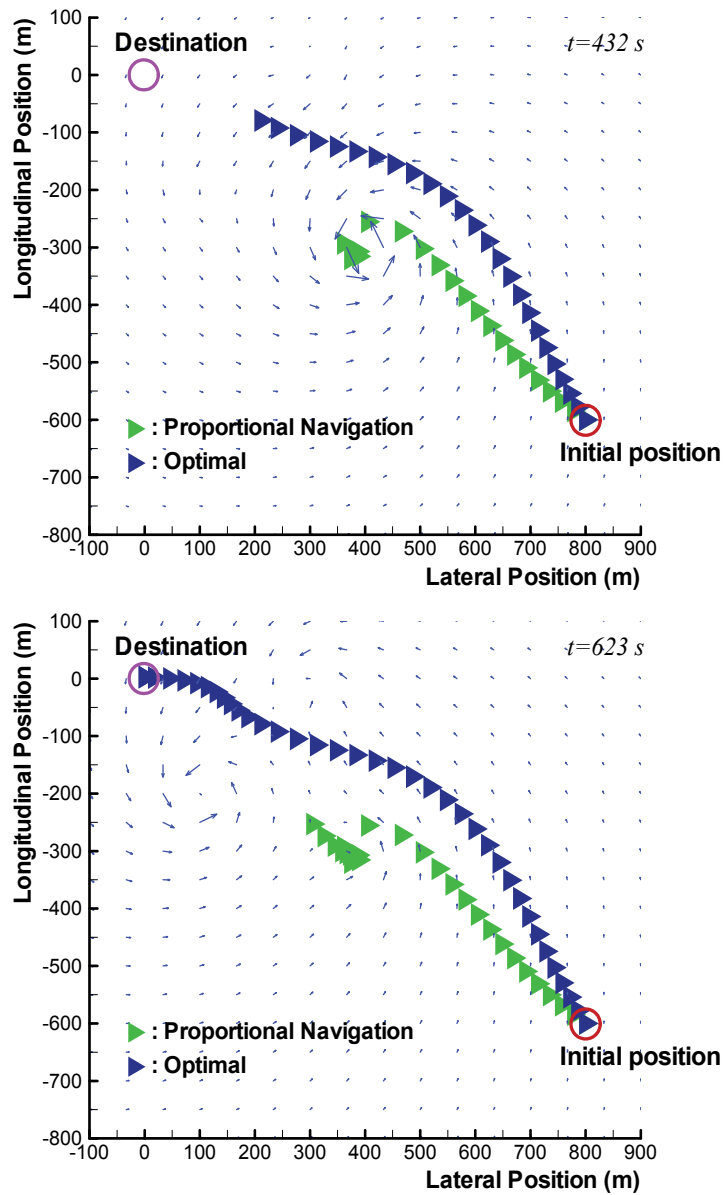 100
0
-100
-200
-300
-400
-500
-600
-700
-800
Longitudinal Position (m)
Destination
t=432 s
: Proportional Navigation
: Optimal
Initial position
-100 0 100 200 300 400 500 600 700 800 900
Lateral Position (m)
100
0
-100
-200
-300
-400
-500
-600
-700
-800
Longitudinal Position (m)
Destination
t=623 s
: Proportional Navigation
: Optimal
Initial position
-100 0 100 200 300 400 500 600 700 800 900
Lateral Position (m)